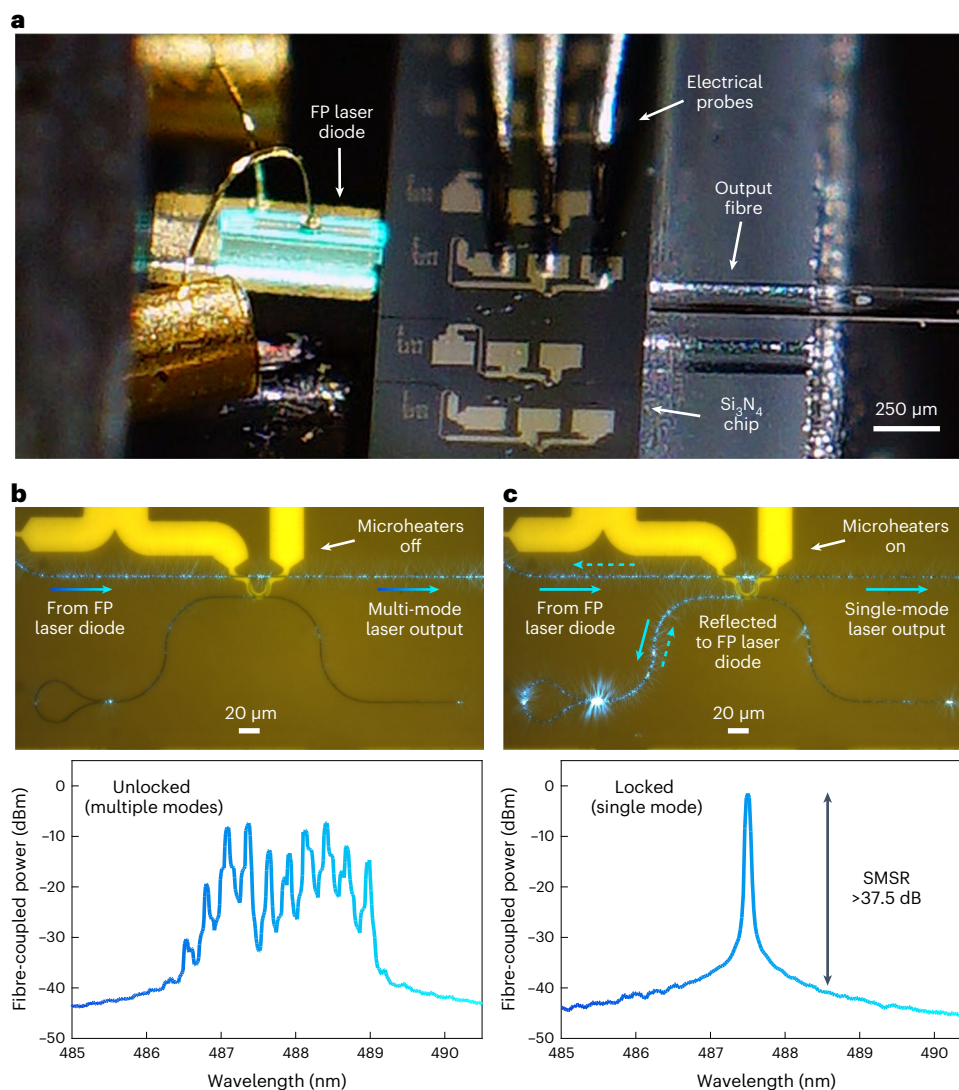 a
FP laser
diode
Electrical
probes
Output
fibre
Si₃N₄
chip
250 µm
b
Microheaters
off
From FP
laser diode
Multi-mode
laser output
20 µm
c
Microheaters
on
From FP
laser diode
Reflected
to FP laser
diode
Single-mode
laser output
20 µm
Fibre-coupled power (dBm)
0
–10
–20
–30
–40
–50
Unlocked
(multiple modes)
485 486 487 488 489 490
Wavelength (nm)
Fibre-coupled power (dBm)
0
–10
–20
–30
–40
–50
Locked
(single mode)
SMSR
>37.5 dB
485 486 487 488 489 490
Wavelength (nm)